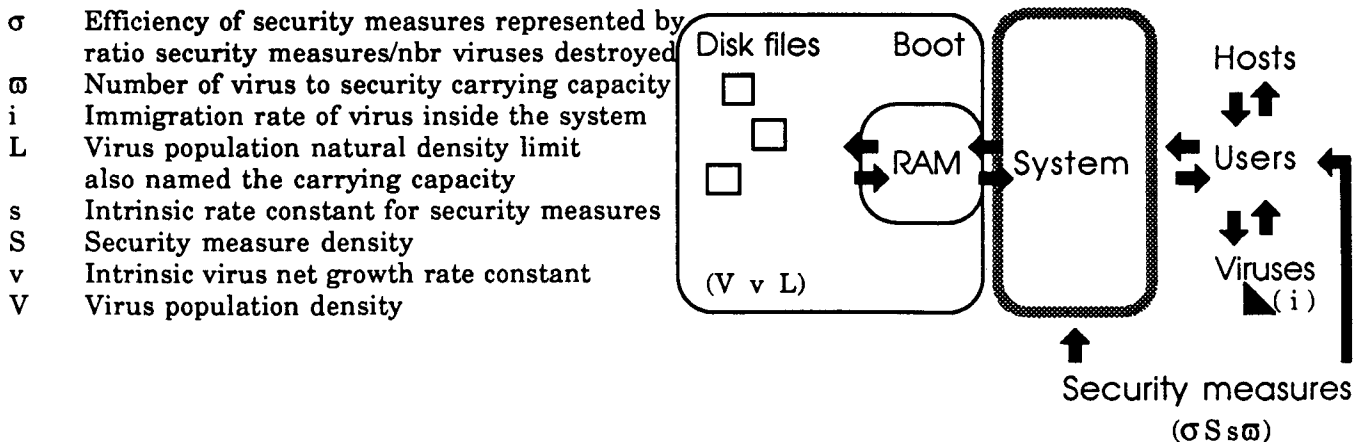 σ Efficiency of security measures represented by
ratio security measures/nbr viruses destroyed
ϖ Number of virus to security carrying capacity
i Immigration rate of virus inside the system
L Virus population natural density limit
also named the carrying capacity
s Intrinsic rate constant for security measures
S Security measure density
v Intrinsic virus net growth rate constant
V Virus population density
Disk files Boot
RAM
(V v L)
System
Hosts
Users
Viruses
(i)
Security measures
(σ S s ϖ)